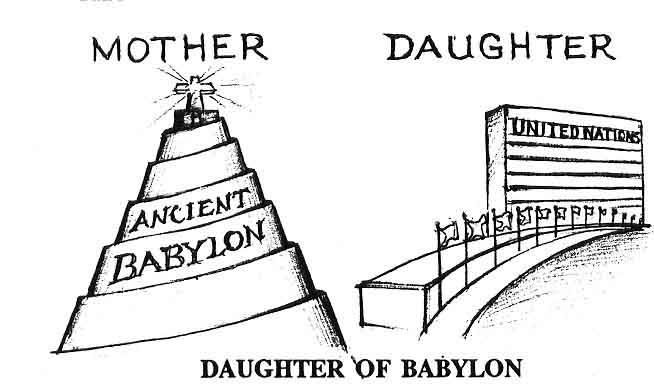 MOTHER
DAUGHTER
UNITED NATIONS
ANCIENT
BABYLON
DAUGHTER OF BABYLON